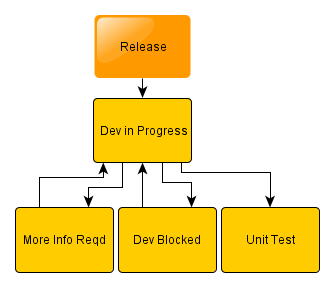 Release
Dev in Progress
More Info Reqd
Dev Blocked
Unit Test